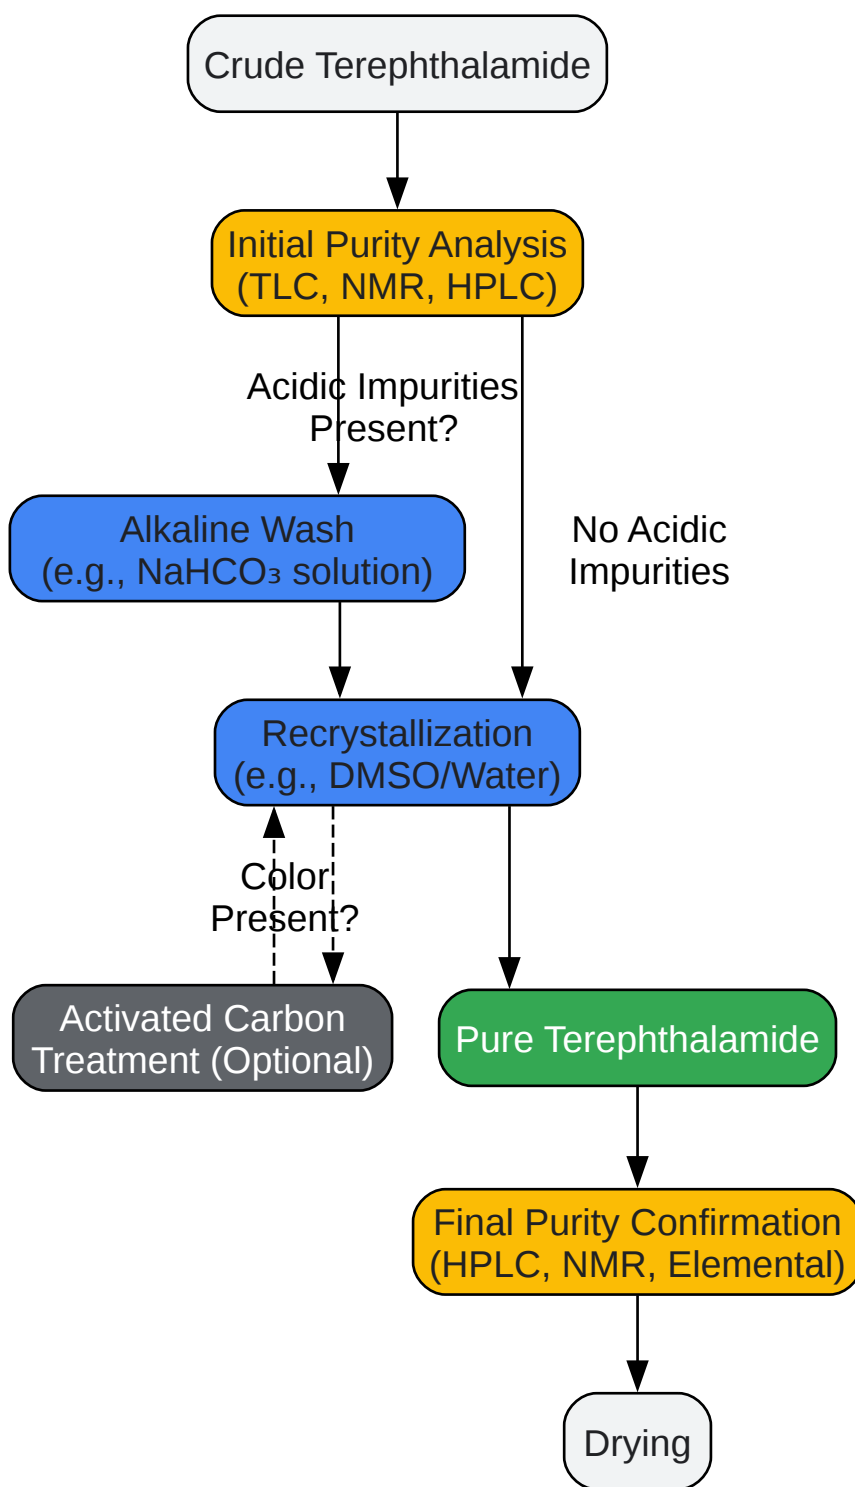 Crude Terephthalamide
Initial Purity Analysis
(TLC, NMR, HPLC)
Acidic Impurities
Present?
Alkaline Wash
(e.g., NaHCO₃ solution)
No Acidic
Impurities
Recrystallization
(e.g., DMSO/Water)
Color
Present?
Activated Carbon
Treatment (Optional)
Pure Terephthalamide
Final Purity Confirmation
(HPLC, NMR, Elemental)
Drying